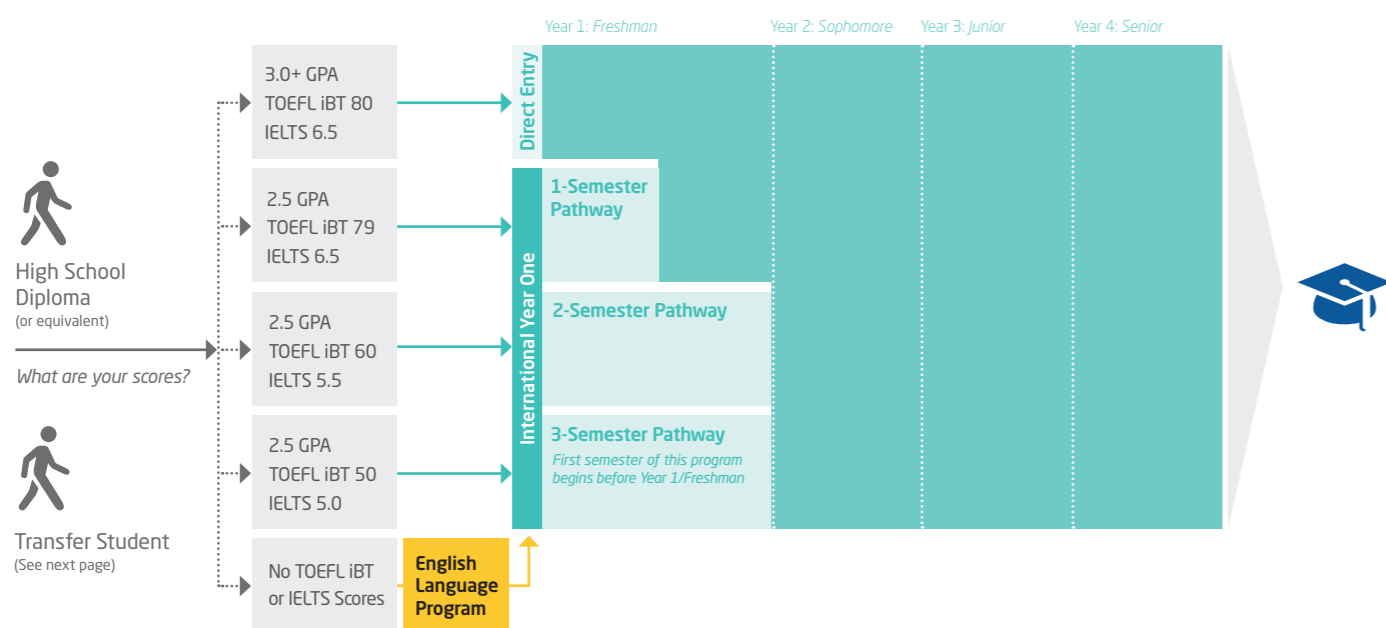 Year 1: Freshman
Year 2: Sophomore
Year 3: Junior
Year 4: Senior
High School
Diploma
(or equivalent)
What are your scores?
Transfer Student
(See next page)
3.0+ GPA
TOEFL iBT 80
IELTS 6.5
Direct Entry
2.5 GPA
TOEFL iBT 79
IELTS 6.5
International Year One
1-Semester
Pathway
2.5 GPA
TOEFL iBT 60
IELTS 5.5
2-Semester Pathway
2.5 GPA
TOEFL iBT 50
IELTS 5.0
3-Semester Pathway
First semester of this program
begins before Year 1/Freshman
No TOEFL iBT
or IELTS Scores
English
Language
Program